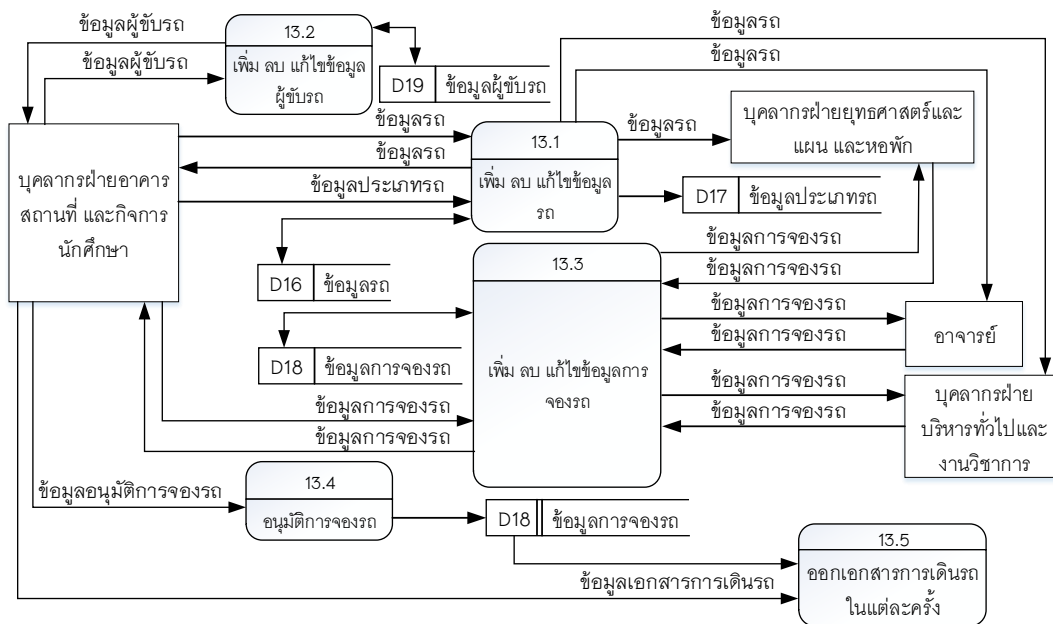 ข้อมูลผู้ขับรถ
ข้อมูลผู้ขับรถ
13.2
เพิ่ม ลบ แก้ไขข้อมูล
ผู้ขับรถ
D19 ข้อมูลผู้ขับรถ
ข้อมูลรถ
ข้อมูลรถ
บุคลากรฝ่ายอาคาร
สถานที่ และกิจการ
นักศึกษา
ข้อมูลรถ
ข้อมูลรถ
ข้อมูลประเภทรถ
13.1
เพิ่ม ลบ แก้ไขข้อมูล
รถ
ข้อมูลรถ
บุคลากรฝ่ายยุทธศาสตร์และ
แผน และหอพัก
D17 ข้อมูลประเภทรถ
D16 ข้อมูลรถ
D18 ข้อมูลการจองรถ
13.3
เพิ่ม ลบ แก้ไขข้อมูลการ
จองรถ
ข้อมูลการจองรถ
ข้อมูลการจองรถ
ข้อมูลการจองรถ
ข้อมูลการจองรถ
อาจารย์
ข้อมูลการจองรถ
ข้อมูลการจองรถ
บุคลากรฝ่าย
บริหารทั่วไปและ
งานวิชาการ
ข้อมูลการจองรถ
ข้อมูลการจองรถ
ข้อมูลอนุมัติการจองรถ
13.4
อนุมัติการจองรถ
D18 ข้อมูลการจองรถ
ข้อมูลเอกสารการเดินรถ
13.5
ออกเอกสารการเดินรถ
ในแต่ละครั้ง